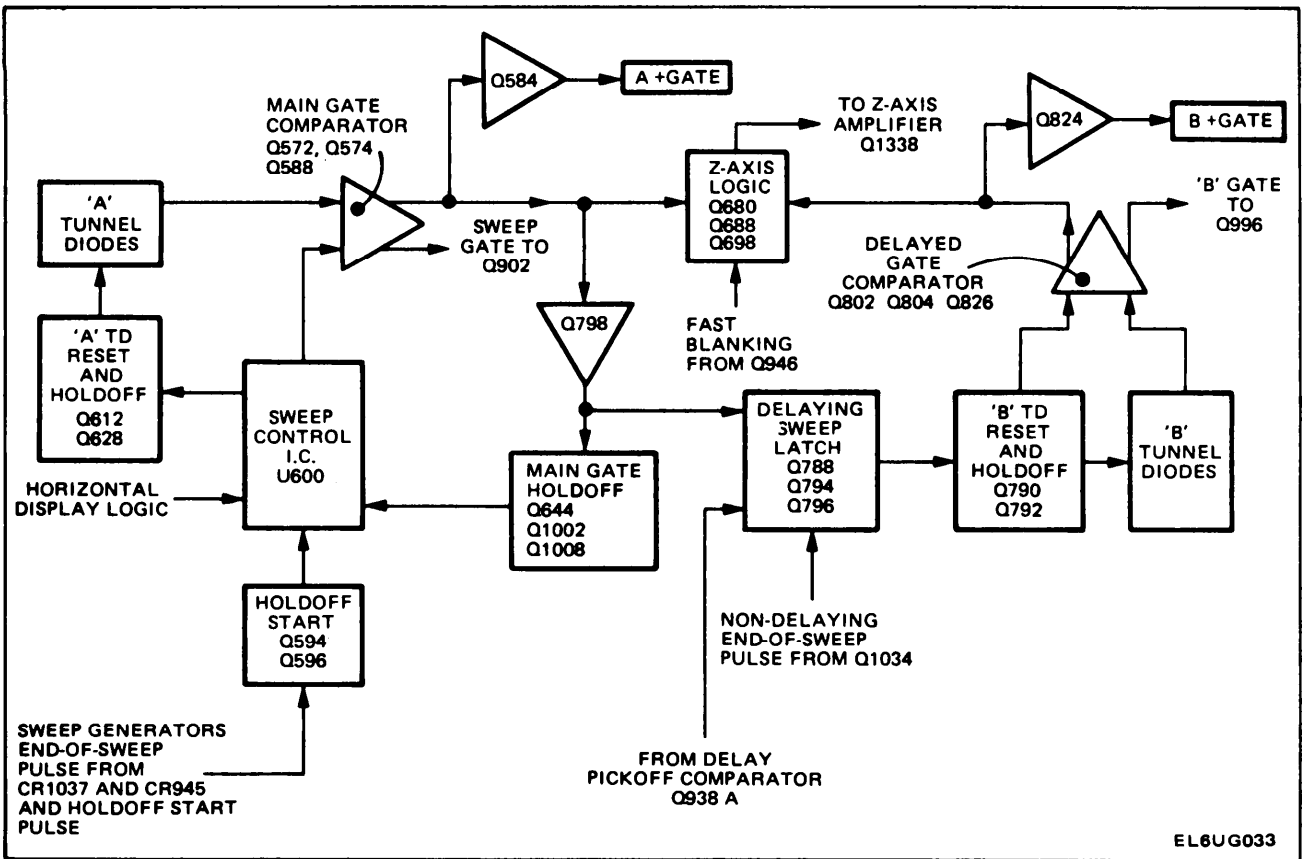 Q584
A +GATE
MAIN GATE
COMPARATOR
Q572, Q574
Q588
TO Z-AXIS
AMPLIFIER
Q1338
Q824
B +GATE
'A'
TUNNEL
DIODES
Z-AXIS
LOGIC
Q680
Q688
Q698
'B' GATE
TO
Q996
SWEEP
GATE TO
Q902
DELAYED
GATE
COMPARATOR
Q802 Q804 Q826
'A' TD
RESET
AND
HOLDOFF
Q612
Q628
Q798
FAST
BLANKING
FROM Q946
SWEEP
CONTROL
I.C.
U600
DELAYING
SWEEP
LATCH
Q788
Q794
Q796
'B' TD
RESET
AND
HOLDOFF
Q790
Q792
'B'
TUNNEL
DIODES
HORIZONTAL
DISPLAY LOGIC
MAIN GATE
HOLDOFF
Q644
Q1002
Q1008
HOLDOFF
START
Q594
Q596
NON-DELAYING
END-OF-SWEEP
PULSE FROM Q1034
SWEEP GENERATORS
END-OF-SWEEP
PULSE FROM
CR1037 AND CR945
AND HOLDOFF START
PULSE
FROM DELAY
PICKOFF COMPARATOR
Q938 A
EL6UG033